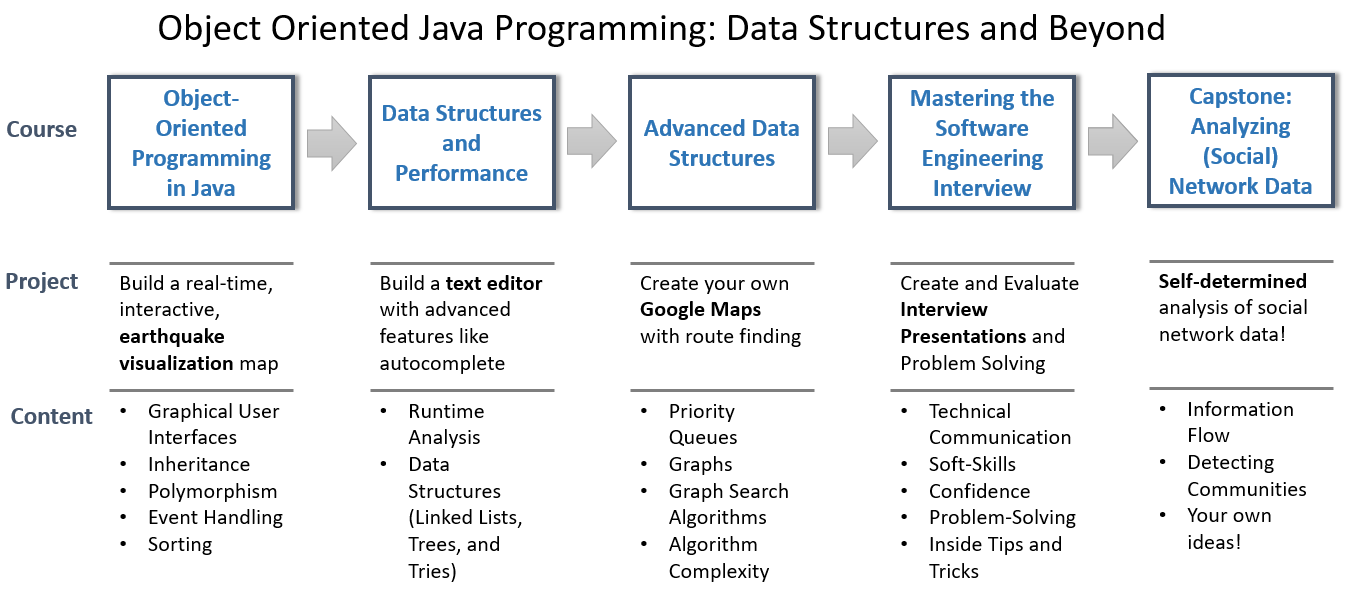 Object Oriented Java Programming: Data Structures and Beyond
Course
Object-
Oriented
Programming
in Java
Data Structures
and
Performance
Advanced Data
Structures
Mastering the
Software
Engineering
Interview
Capstone:
Analyzing
(Social)
Network Data
Project
Build a real-time,
interactive,
earthquake
visualization map
Build a text editor
with advanced
features like
autocomplete
Create your own
Google Maps
with route finding
Create and Evaluate
Interview
Presentations and
Problem Solving
Self-determined
analysis of social
network data!
Content
• Graphical User
Interfaces
• Inheritance
• Polymorphism
• Event Handling
• Sorting
• Runtime
Analysis
• Data
Structures
(Linked Lists,
Trees, and
Tries)
• Priority
Queues
• Graphs
• Graph Search
Algorithms
• Algorithm
Complexity
• Technical
Communication
• Soft-Skills
• Confidence
• Problem-Solving
• Inside Tips and
Tricks
• Information
Flow
• Detecting
Communities
• Your own
ideas!